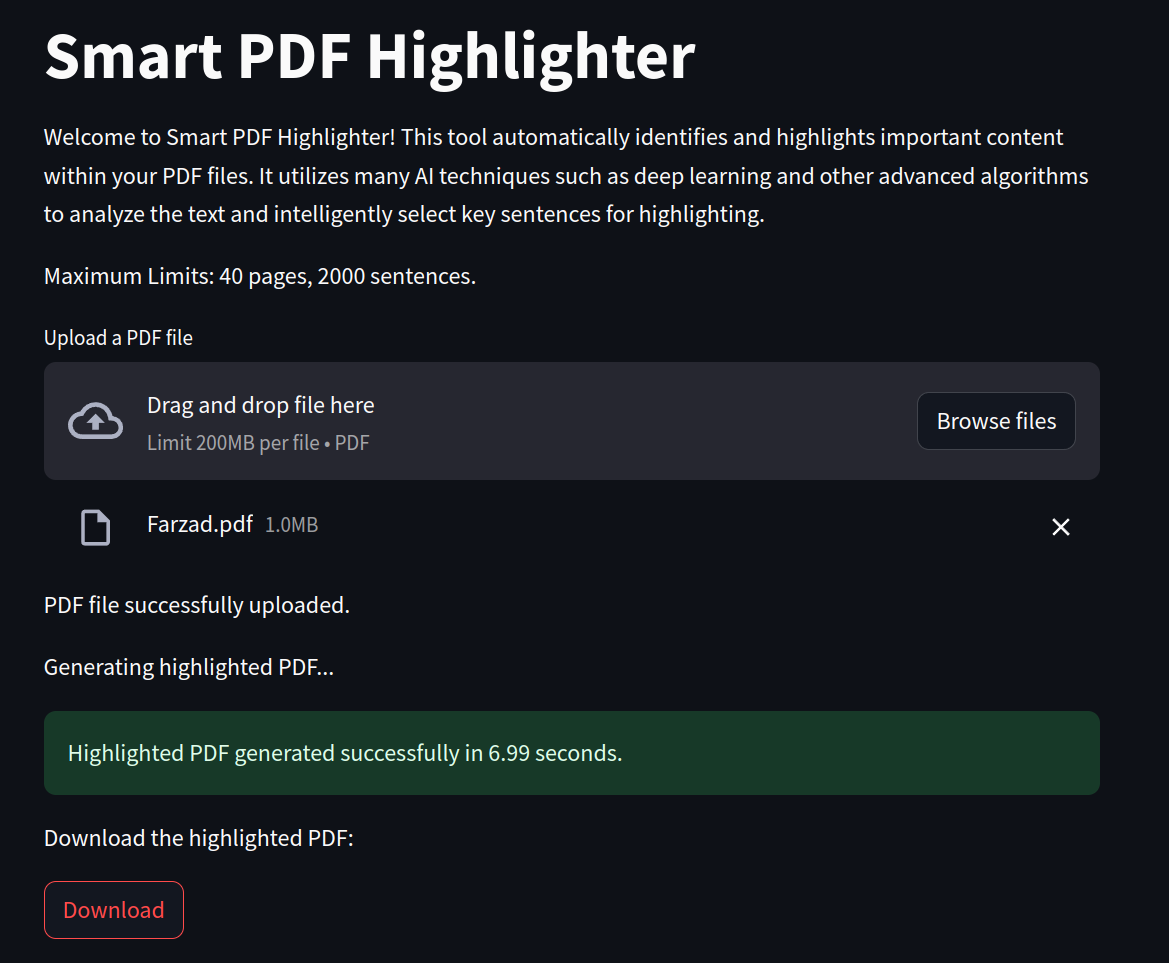 Smart PDF Highlighter
Welcome to Smart PDF Highlighter! This tool automatically identifies and highlights important content
within your PDF files. It utilizes many AI techniques such as deep learning and other advanced algorithms
to analyze the text and intelligently select key sentences for highlighting.
Maximum Limits: 40 pages, 2000 sentences.
Upload a PDF file
Drag and drop file here
Limit 200MB per file • PDF
Browse files
Farzad.pdf 1.0MB
PDF file successfully uploaded.
Generating highlighted PDF...
Highlighted PDF generated successfully in 6.99 seconds.
Download the highlighted PDF:
Download